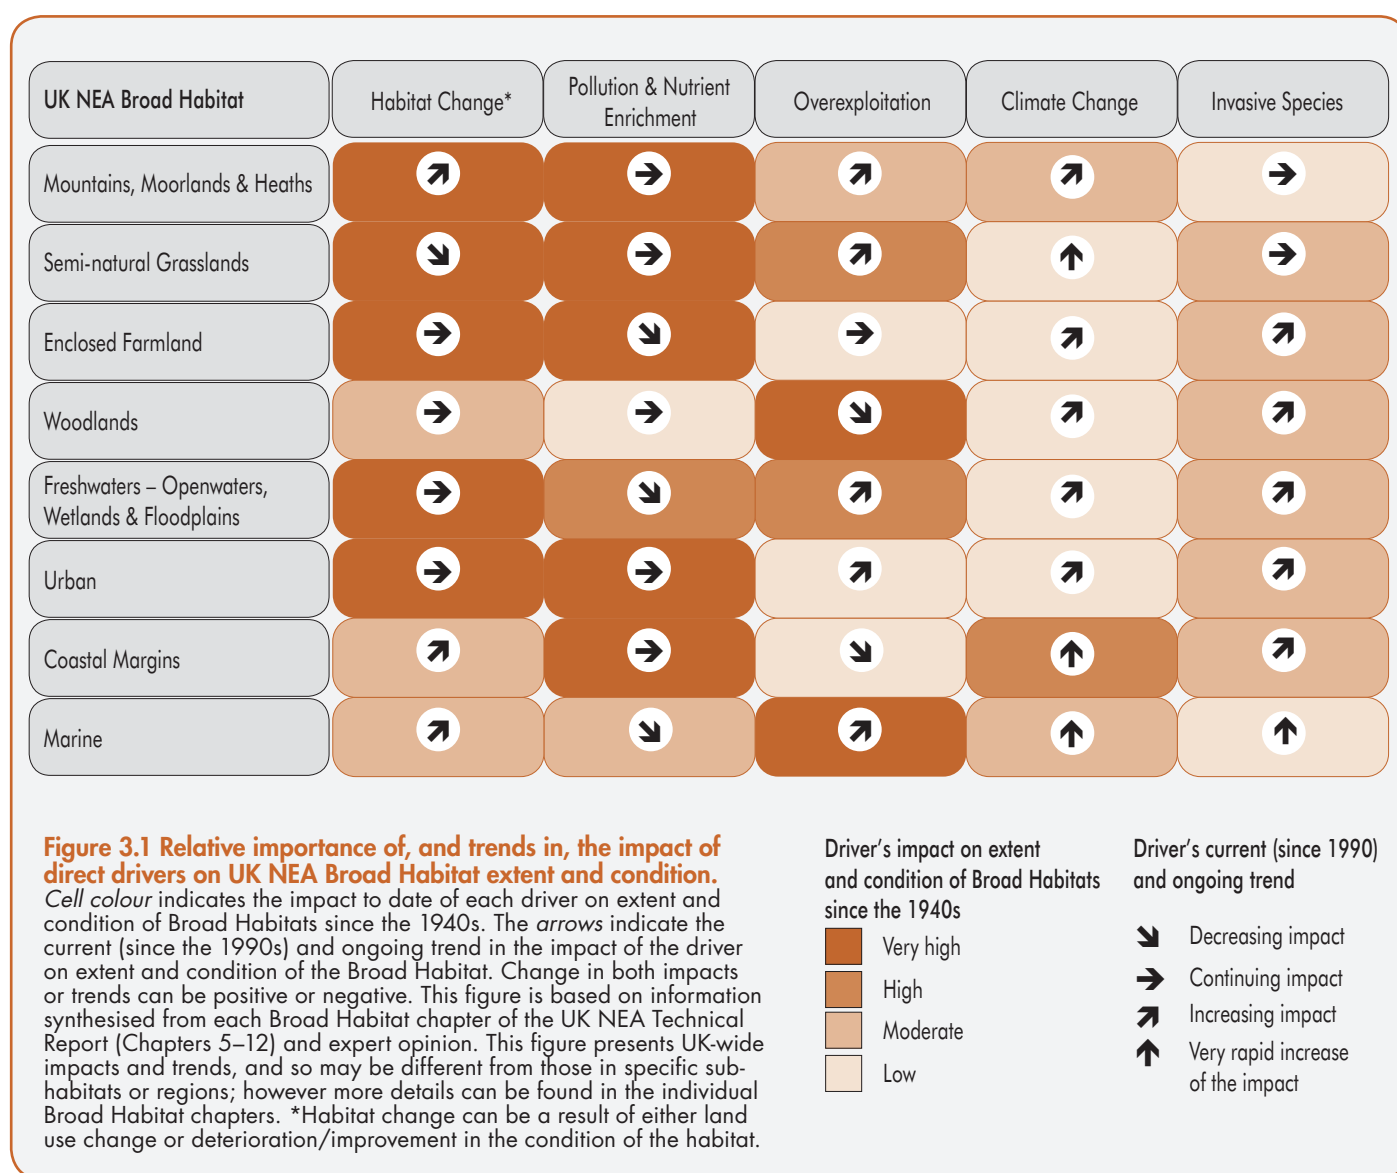 UK NEA Broad Habitat
Habitat Change*
Pollution & Nutrient
Enrichment
Overexploitation
Climate Change
Invasive Species
Mountains, Moorlands & Heaths
Semi-natural Grasslands
Enclosed Farmland
Woodlands
Freshwaters – Openwaters,
Wetlands & Floodplains
Urban
Coastal Margins
Marine
Figure 3.1 Relative importance of, and trends in, the impact of
direct drivers on UK NEA Broad Habitat extent and condition.
Cell colour indicates the impact to date of each driver on extent and
condition of Broad Habitats since the 1940s. The arrows indicate the
current (since the 1990s) and ongoing trend in the impact of the driver
on extent and condition of the Broad Habitat. Change in both impacts
or trends can be positive or negative. This figure is based on information
synthesised from each Broad Habitat chapter of the UK NEA Technical
Report (Chapters 5–12) and expert opinion. This figure presents UK-wide
impacts and trends, and so may be different from those in specific sub-
habitats or regions; however more details can be found in the individual
Broad Habitat chapters. *Habitat change can be a result of either land
use change or deterioration/improvement in the condition of the habitat.
Driver's impact on extent
and condition of Broad Habitats
since the 1940s
Very high
High
Moderate
Low
Driver's current (since 1990)
and ongoing trend
Decreasing impact
Continuing impact
Increasing impact
Very rapid increase
of the impact